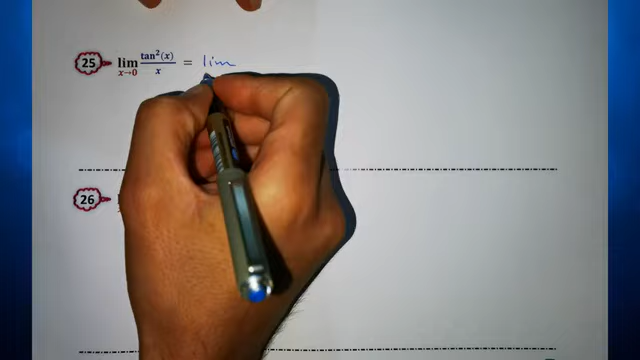 25 lim x→0 tan²(x)/x = lim
26